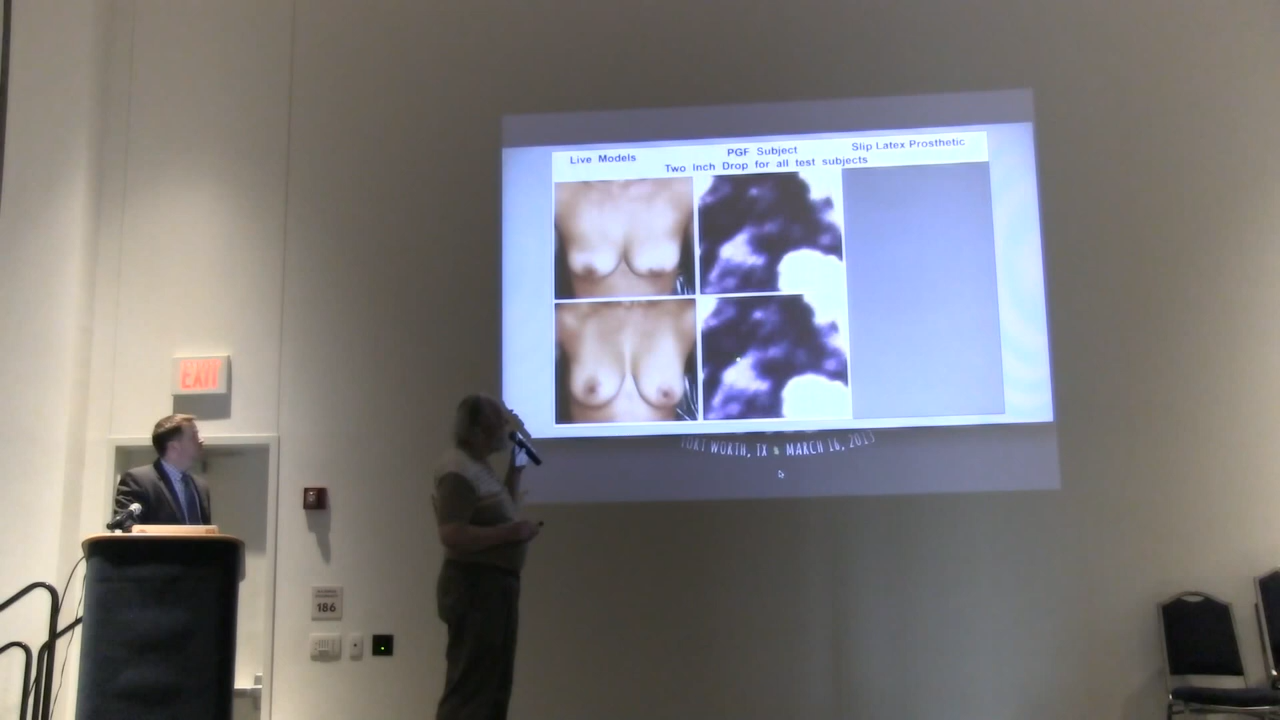 Live Models
PGF Subject
Slip Latex Prosthetic
Two Inch Drop for all test subjects
EXIT
FORT WORTH, TX MARCH 16, 2013
186